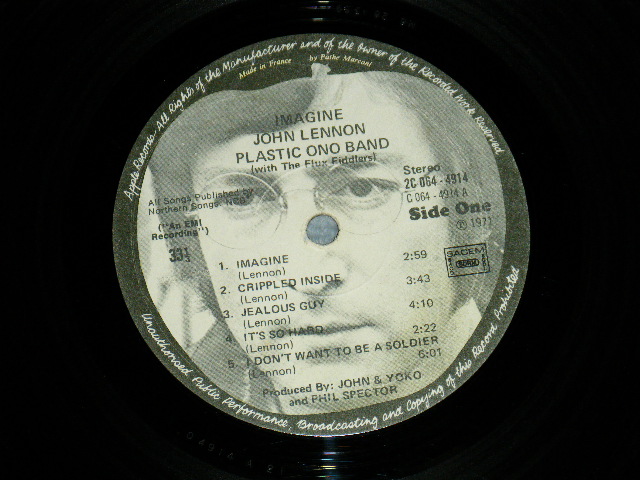 Apple Records - All Rights of the Manufacturer and of the Owner of the Recorded Work Reserved
Made in France by Pathe Marconi
IMAGINE
JOHN LENNON
PLASTIC ONO BAND
(with The Flux Fiddlers)
All Songs Published by
Northern Songs, NCB
("An EMI
Recording")
33⅓
Stereo
2C 064 - 4914
C 064 - 4914 A
Side One
℗ 1971
SACEM
1. IMAGINE 2:59
(Lennon)
2. CRIPPLED INSIDE 3:43
(Lennon)
3. JEALOUS GUY 4:10
(Lennon)
4. IT'S SO HARD 2:22
(Lennon)
5. I DON'T WANT TO BE A SOLDIER
(Lennon) 6:01
Produced By: JOHN & YOKO
and PHIL SPECTOR
Unauthorised Public Performance, Broadcasting and Copying of this Record Prohibited